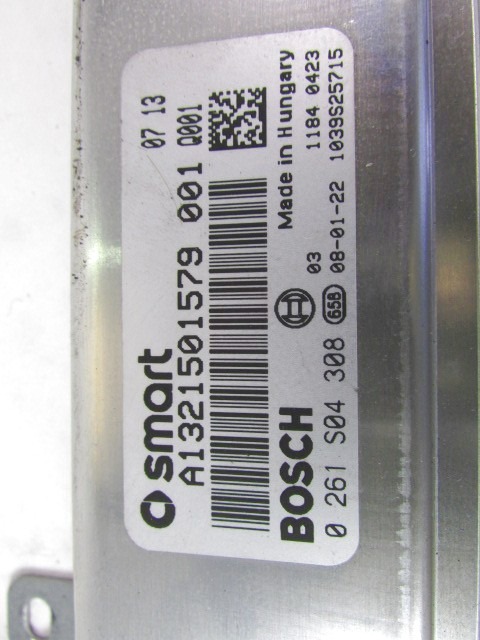 smart 07 13
A1321501579 001 Q001
Made in Hungary
BOSCH 03 1184 0423
0 261 S04 308 658 08-01-22 1039S25715